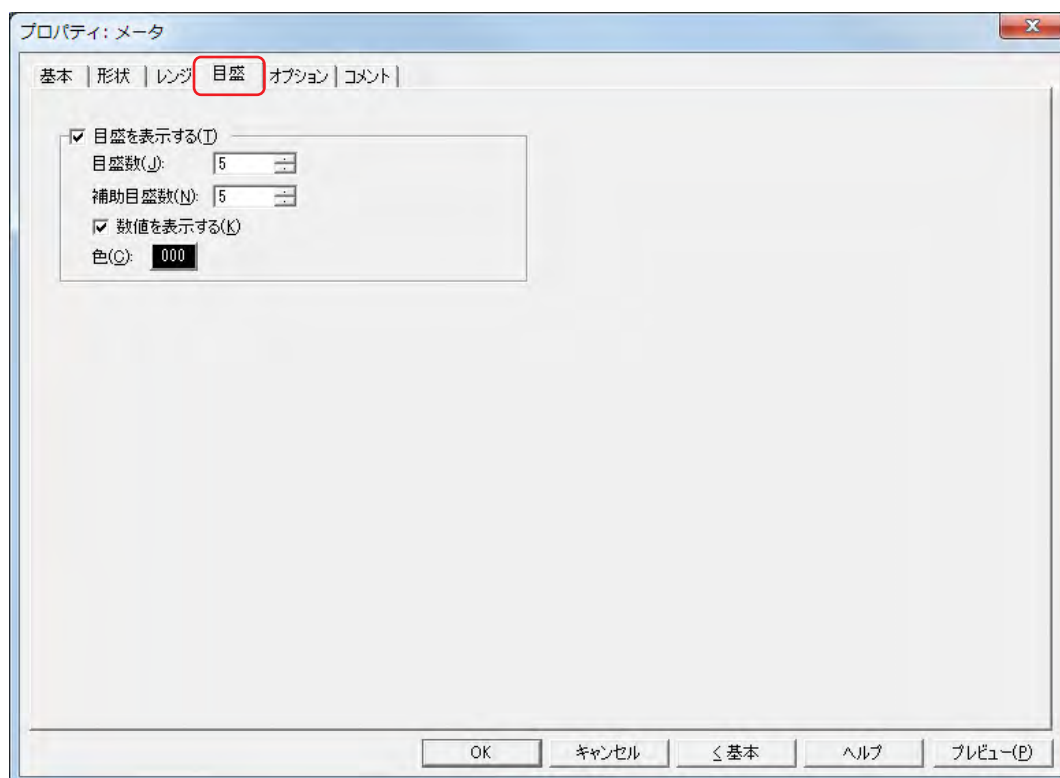 プロパティ: メータ
基本 形状 レンジ 目盛 オプション コメント
目盛を表示する(T)
目盛数(J): 5
補助目盛数(N): 5
数値を表示する(K)
色(C): 000
OK キャンセル < 基本 ヘルプ プレビュー(P)